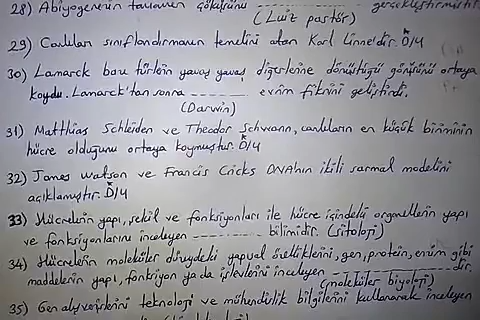 28) Abiyogenezin tamamen çöküşünü ---------- gerçekleştirmiştir.
(Luiz pastör)
29) Canlıları sınıflandırmanın temelini atan Karl Linne'dir. D/Y
30) Lamarck bazı türlerin yavaş yavaş diğerlerine dönüştüğü görüşünü ortaya
koydu. Lamarck'tan sonra ---------- evrim fikrini geliştirdi.
(Darwin)
31) Matthias Schleiden ve Theodor Schwann, canlıların en küçük biriminin
hücre olduğunu ortaya koymuştur. D/Y
32) James Watson ve Francis Cricks DNA'nın ikili sarmal modelini
açıklamıştır. D/Y
33) Hücrelerin yapı, şekil ve fonksiyonları ile hücre içindeki organellerin yapı
ve fonksiyonlarını inceleyen ---------- bilimidir. (sitoloji)
34) Hücrelerin moleküler düzeydeki yapısal özelliklerini, gen, protein, enzim gibi
maddelerin yapı, fonksiyon ya da işlevlerini inceleyen ---------- dir.
(moleküler biyoloji)
35) Gen alışverişlerini teknoloji ve mühendislik bilgilerini kullanarak inceleyen